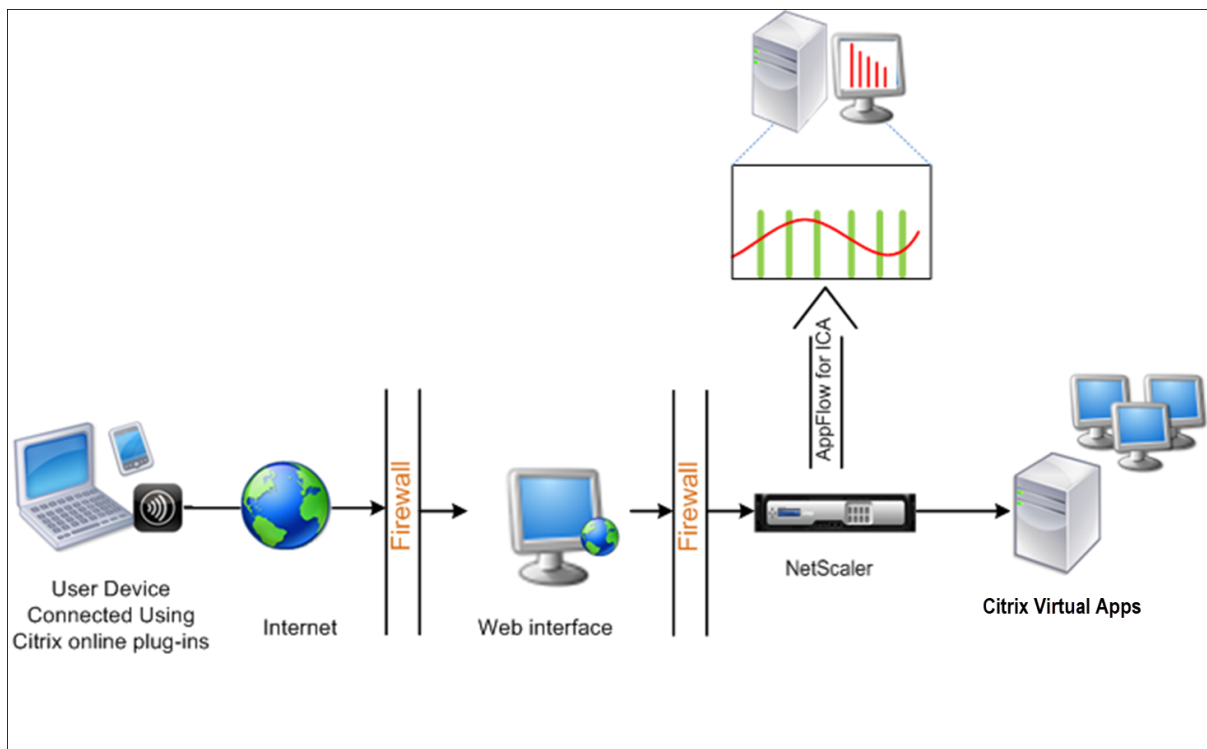 AppFlow for ICA
Firewall
Firewall
User Device
Connected Using
Citrix online plug-ins
Internet
Web interface
NetScaler
Citrix Virtual Apps